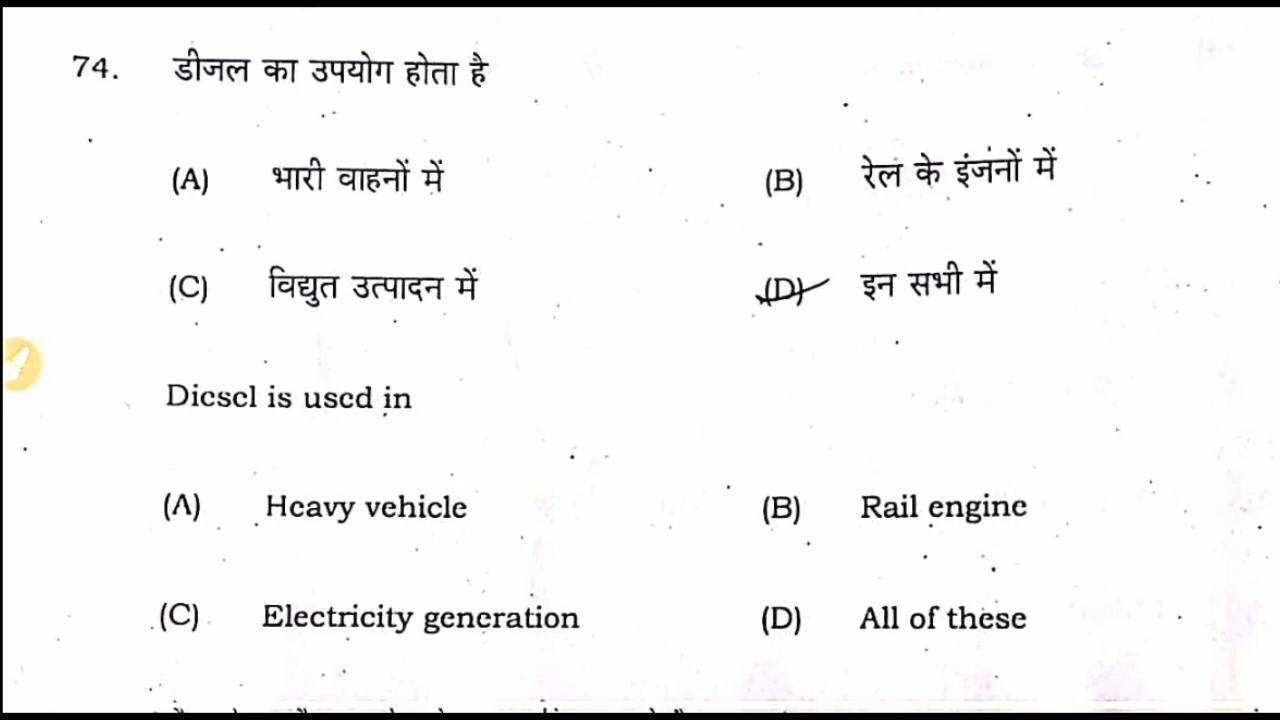 74. डीजल का उपयोग होता है
(A) भारी वाहनों में (B) रेल के इंजनों में
(C) विद्युत उत्पादन में (D) इन सभी में
Diesel is used in
(A) Heavy vehicle (B) Rail engine
(C) Electricity generation (D) All of these